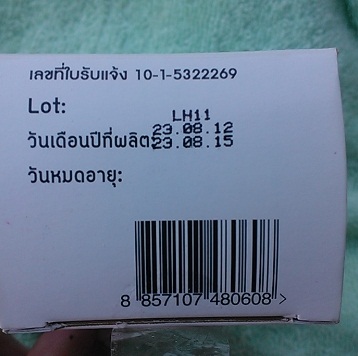 เลขที่ใบรับแจ้ง 10-1-5322269
Lot: LH11
23.08.12
วันเดือนปีที่ผลิต: 23.08.15
วันหมดอายุ:
8 857107 480608 >